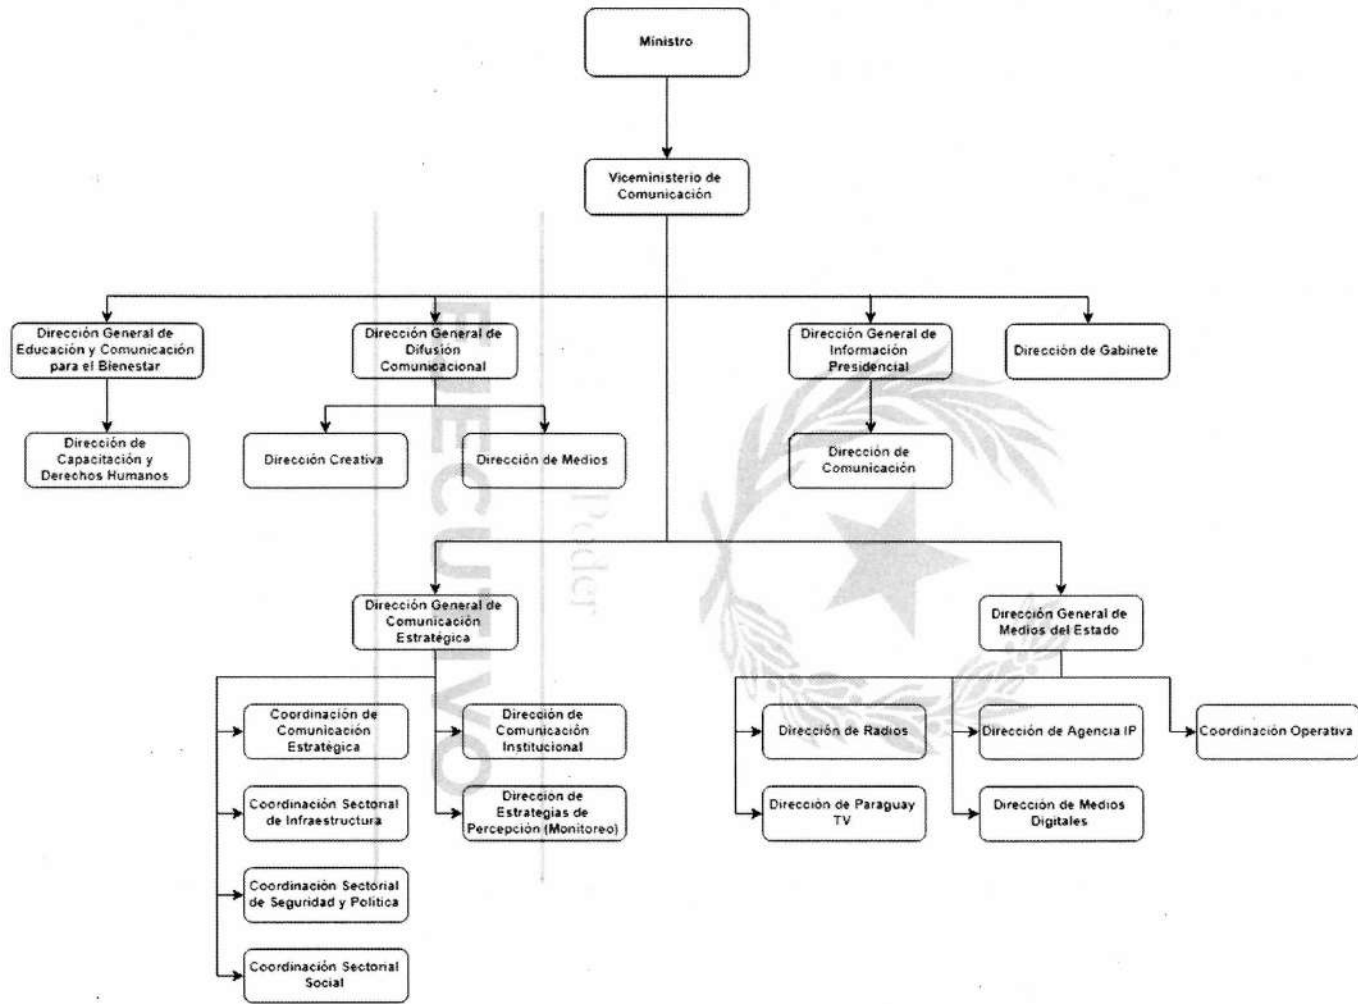 Ministro
Viceministerio de
Comunicación
Dirección General de
Educación y Comunicación
para el Bienestar
Dirección General de
Difusión
Comunicacional
Dirección General de
Información
Presidencial
Dirección de Gabinete
Dirección de
Capacitación y
Derechos Humanos
Dirección Creativa
Dirección de Medios
Dirección de
Comunicación
Poder
EJECUTIVO
Dirección General de
Comunicación
Estratégica
Dirección General de
Medios del Estado
Coordinación de
Comunicación
Estratégica
Dirección de
Comunicación
Institucional
Dirección de Radios
Dirección de Agencia IP
Coordinación Operativa
Coordinación Sectorial
de Infraestructura
Dirección de
Estrategias de
Percepción (Monitoreo)
Dirección de Paraguay
TV
Dirección de Medios
Digitales
Coordinación Sectorial
de Seguridad y Política
Coordinación Sectorial
Social